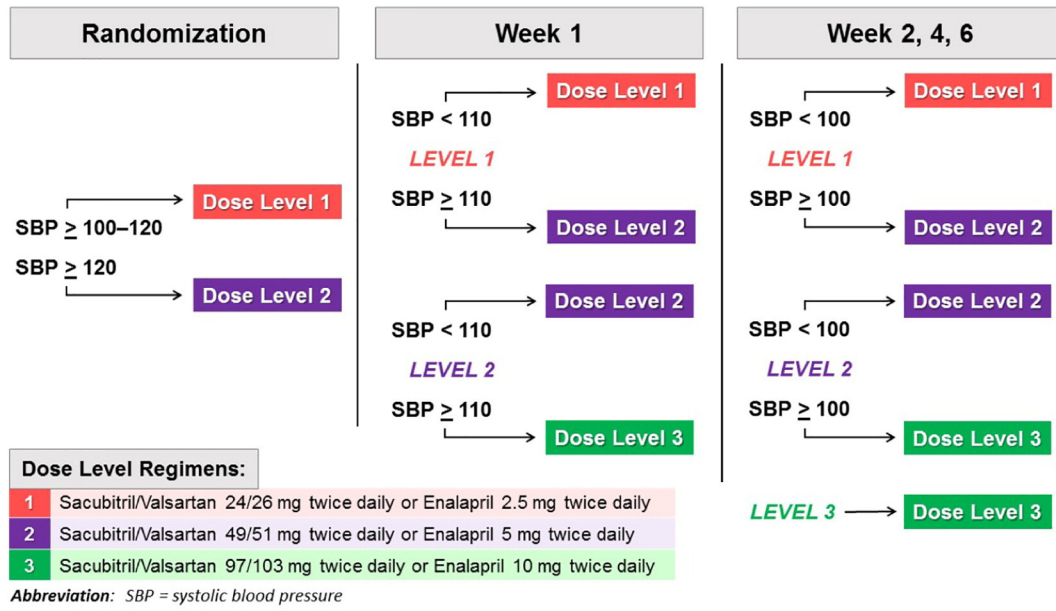 Randomization
SBP ≥ 100–120
Dose Level 1
SBP ≥ 120
Dose Level 2
Week 1
Dose Level 1
SBP < 110
LEVEL 1
SBP ≥ 110
Dose Level 2
Dose Level 2
SBP < 110
LEVEL 2
SBP ≥ 110
Dose Level 3
Week 2, 4, 6
Dose Level 1
SBP < 100
LEVEL 1
SBP ≥ 100
Dose Level 2
Dose Level 2
SBP < 100
LEVEL 2
SBP ≥ 100
Dose Level 3
LEVEL 3
Dose Level 3
Dose Level Regimens:
1 Sacubitril/Valsartan 24/26 mg twice daily or Enalapril 2.5 mg twice daily
2 Sacubitril/Valsartan 49/51 mg twice daily or Enalapril 5 mg twice daily
3 Sacubitril/Valsartan 97/103 mg twice daily or Enalapril 10 mg twice daily
Abbreviation: SBP = systolic blood pressure